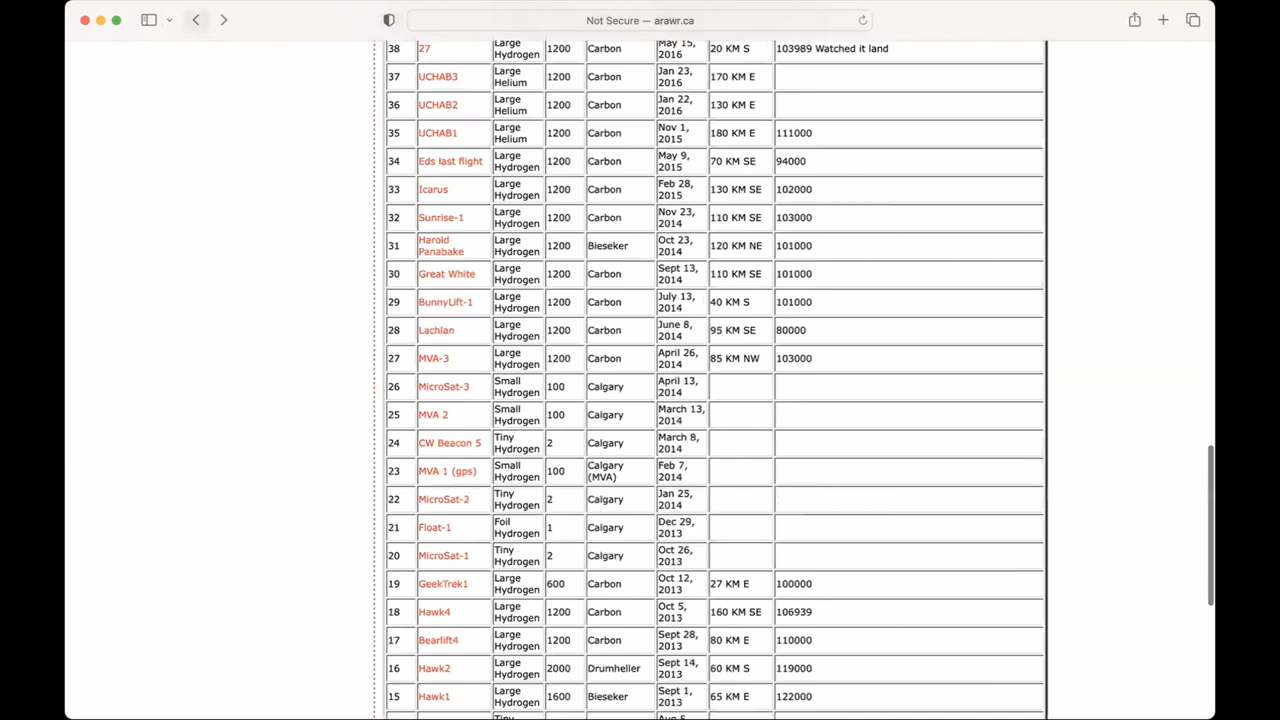 Not Secure — arawr.ca
38 27 Large Hydrogen 1200 Carbon May 15, 2016 20 KM S 103989 Watched it land
37 UCHAB3 Large Helium 1200 Carbon Jan 23, 2016 170 KM E
36 UCHAB2 Large Helium 1200 Carbon Jan 22, 2016 130 KM E
35 UCHAB1 Large Helium 1200 Carbon Nov 1, 2015 180 KM E 111000
34 Eds last flight Large Hydrogen 1200 Carbon May 9, 2015 70 KM SE 94000
33 Icarus Large Hydrogen 1200 Carbon Feb 28, 2015 130 KM SE 102000
32 Sunrise-1 Large Hydrogen 1200 Carbon Nov 23, 2014 110 KM SE 103000
31 Harold Panabake Large Hydrogen 1200 Bieseker Oct 23, 2014 120 KM NE 101000
30 Great White Large Hydrogen 1200 Carbon Sept 13, 2014 110 KM SE 101000
29 BunnyLift-1 Large Hydrogen 1200 Carbon July 13, 2014 40 KM S 101000
28 Lachlan Large Hydrogen 1200 Carbon June 8, 2014 95 KM SE 80000
27 MVA-3 Large Hydrogen 1200 Carbon April 26, 2014 85 KM NW 103000
26 MicroSat-3 Small Hydrogen 100 Calgary April 13, 2014
25 MVA 2 Small Hydrogen 100 Calgary March 13, 2014
24 CW Beacon 5 Tiny Hydrogen 2 Calgary March 8, 2014
23 MVA 1 (gps) Small Hydrogen 100 Calgary (MVA) Feb 7, 2014
22 MicroSat-2 Tiny Hydrogen 2 Calgary Jan 25, 2014
21 Float-1 Foil Hydrogen 1 Calgary Dec 29, 2013
20 MicroSat-1 Tiny Hydrogen 2 Calgary Oct 26, 2013
19 GeekTrek1 Large Hydrogen 600 Carbon Oct 12, 2013 27 KM E 100000
18 Hawk4 Large Hydrogen 1200 Carbon Oct 5, 2013 160 KM SE 106939
17 Bearlift4 Large Hydrogen 1200 Carbon Sept 28, 2013 80 KM E 110000
16 Hawk2 Large Hydrogen 2000 Drumheller Sept 14, 2013 60 KM S 119000
15 Hawk1 Large Hydrogen 1600 Bieseker Sept 1, 2013 65 KM E 122000